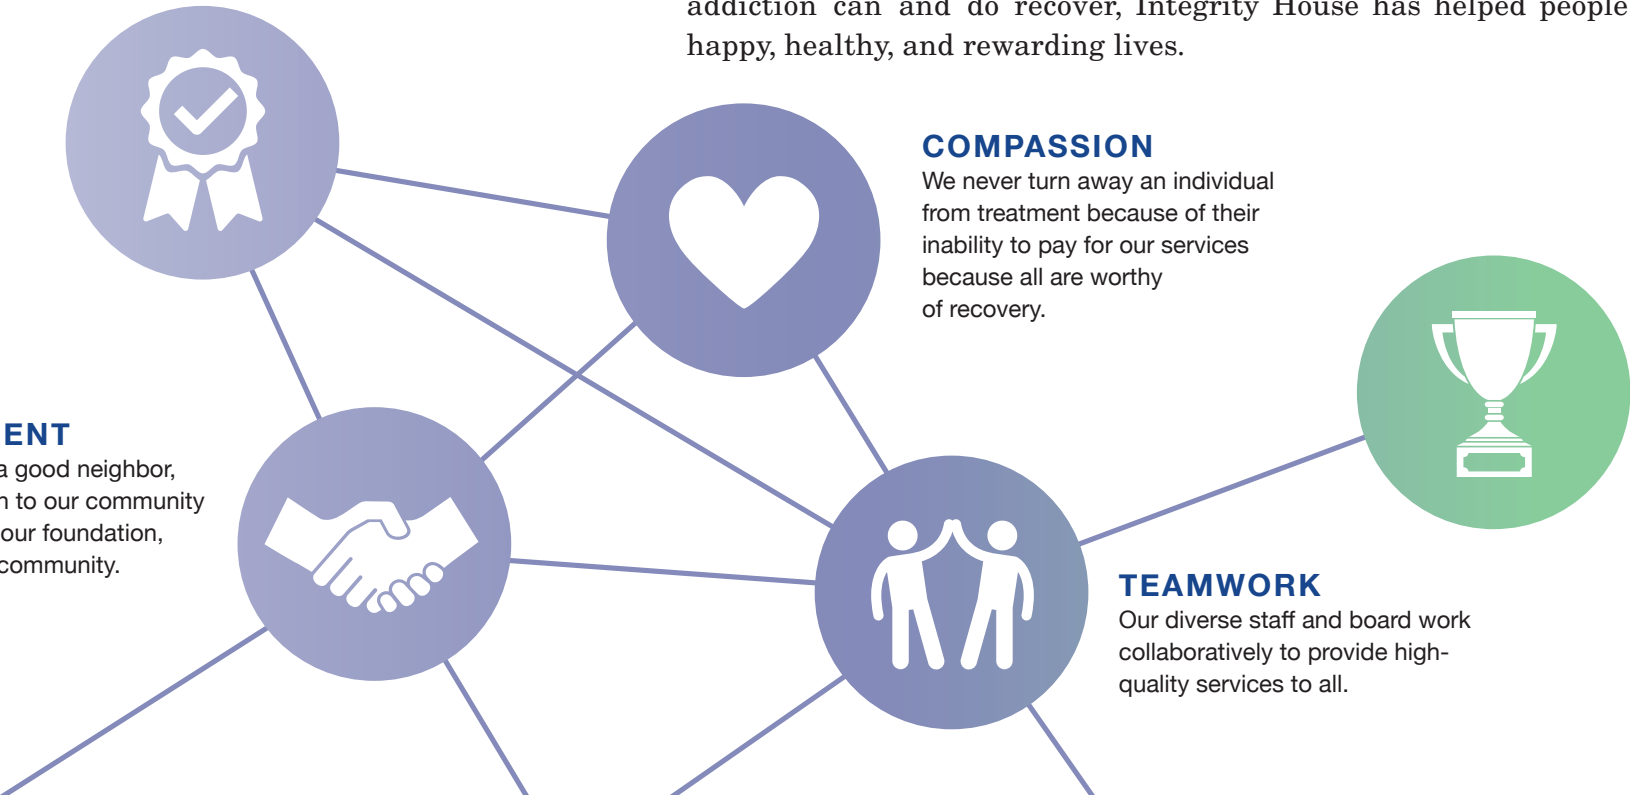 addiction can and do recover, Integrity House has helped people
happy, healthy, and rewarding lives.
COMPASSION
We never turn away an individual
from treatment because of their
inability to pay for our services
because all are worthy
of recovery.
ENT
a good neighbor,
n to our community
our foundation,
community.
TEAMWORK
Our diverse staff and board work
collaboratively to provide high-
quality services to all.